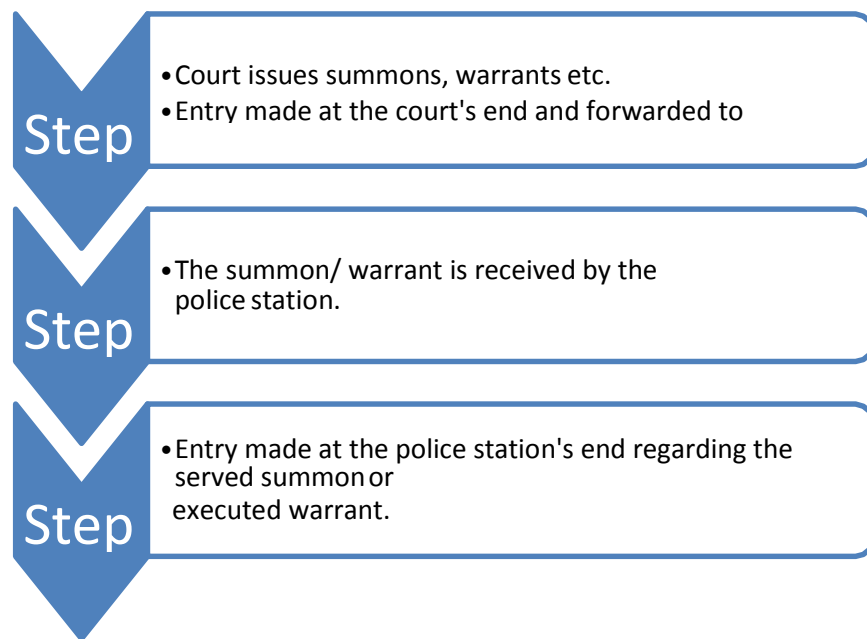 Step
•Court issues summons, warrants etc.
•Entry made at the court's end and forwarded to
Step
•The summon/ warrant is received by the
police station.
Step
•Entry made at the police station's end regarding the
served summon or
executed warrant.